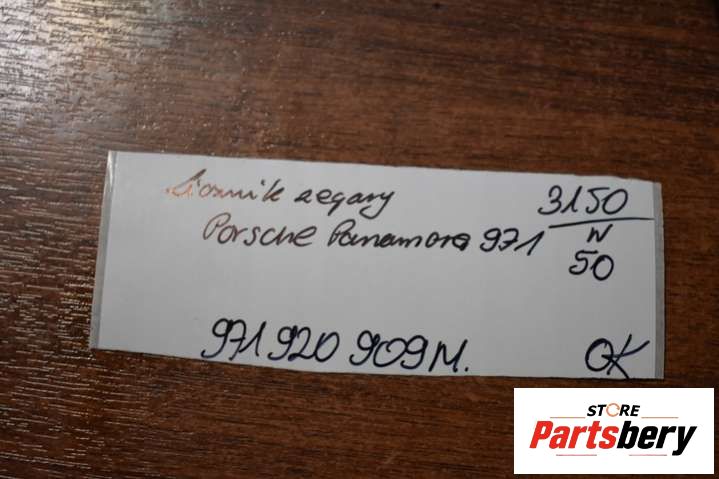 Licznik zegary
Porsche Panamera 971
3150
N
50
971 920 909 M.
OK
STORE
Partsbery